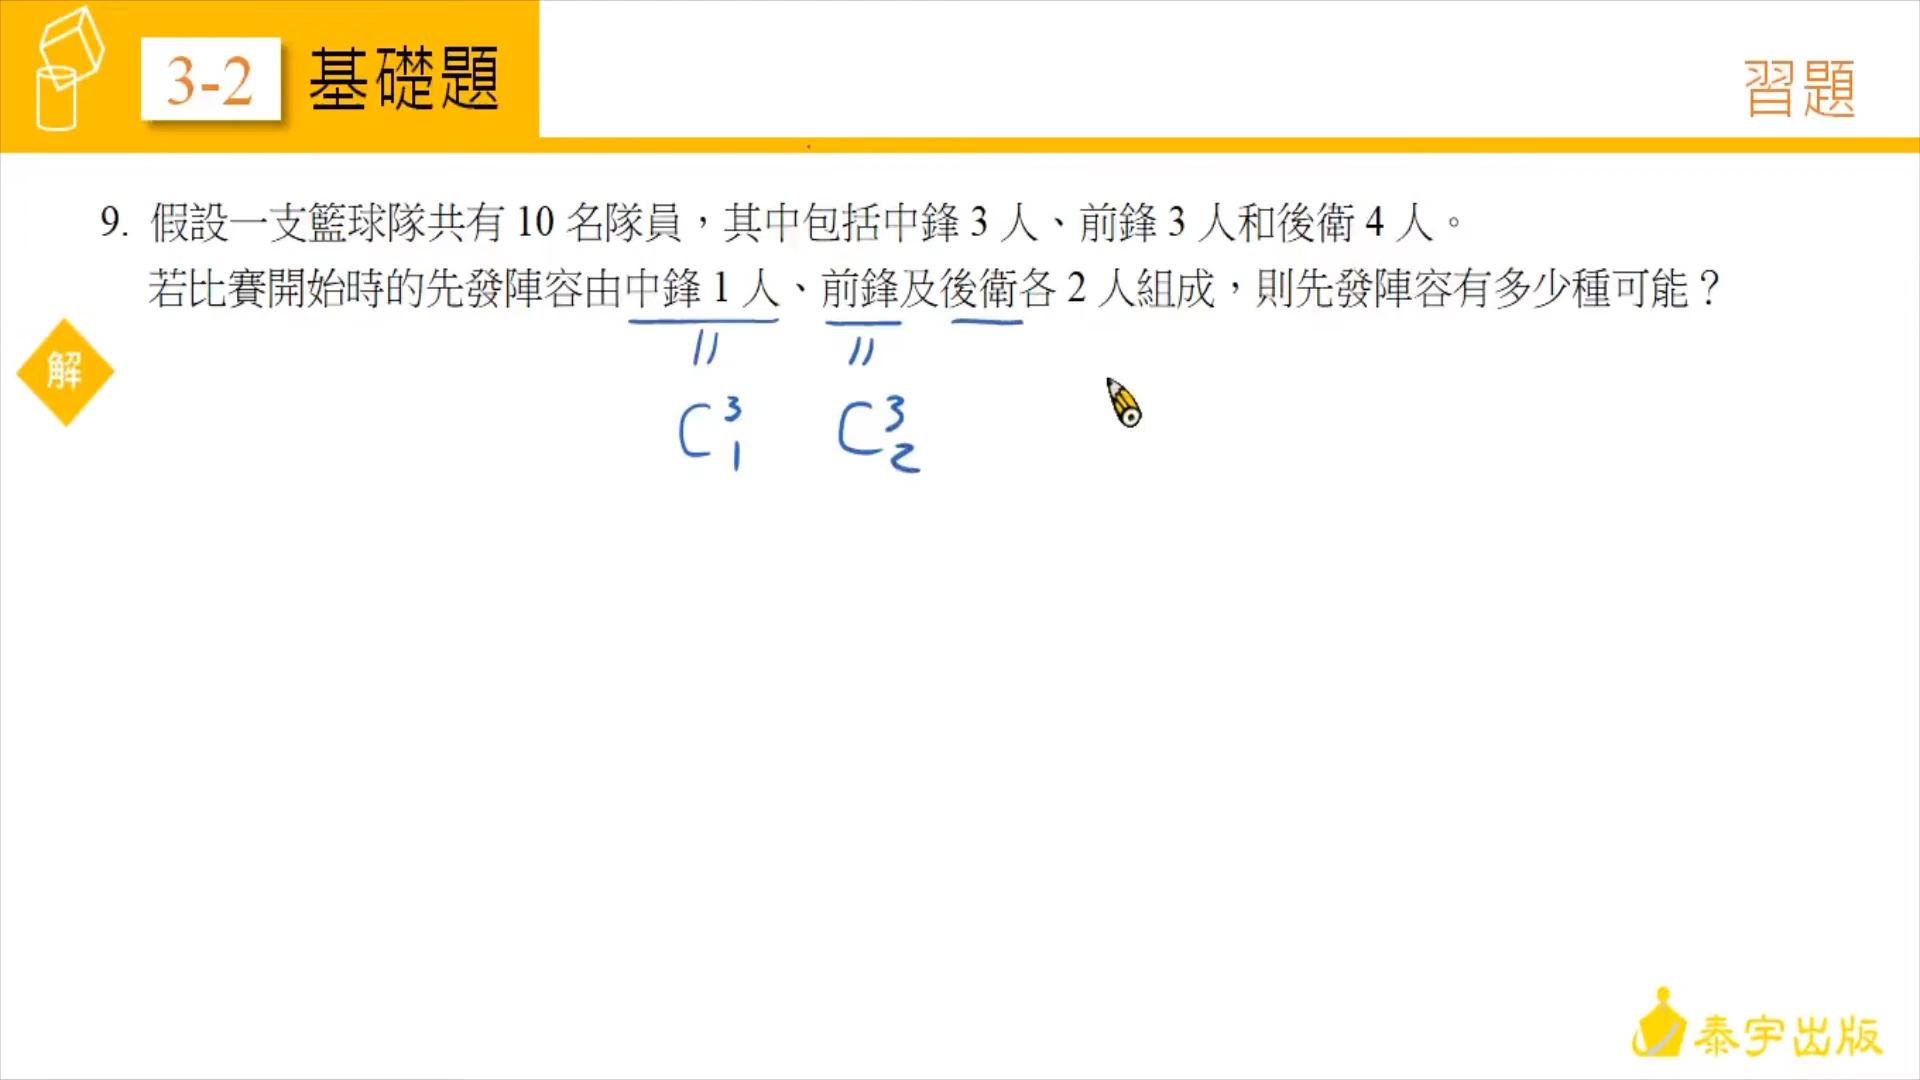 3-2 基礎題
習題
9. 假設一支籃球隊共有 10 名隊員，其中包括中鋒 3 人、前鋒 3 人和後衛 4 人。
若比賽開始時的先發陣容由中鋒 1 人、前鋒及後衛各 2 人組成，則先發陣容有多少種可能？
解
C³₁ C³₂
泰宇出版